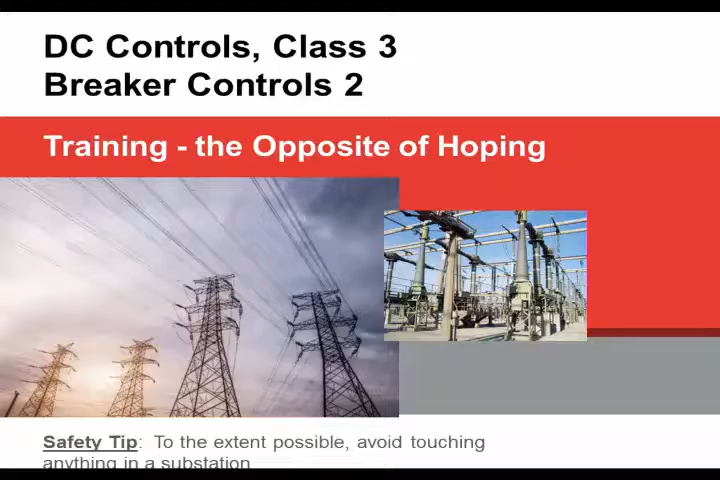 DC Controls, Class 3
Breaker Controls 2
Training - the Opposite of Hoping
Safety Tip: To the extent possible, avoid touching
anything in a substation